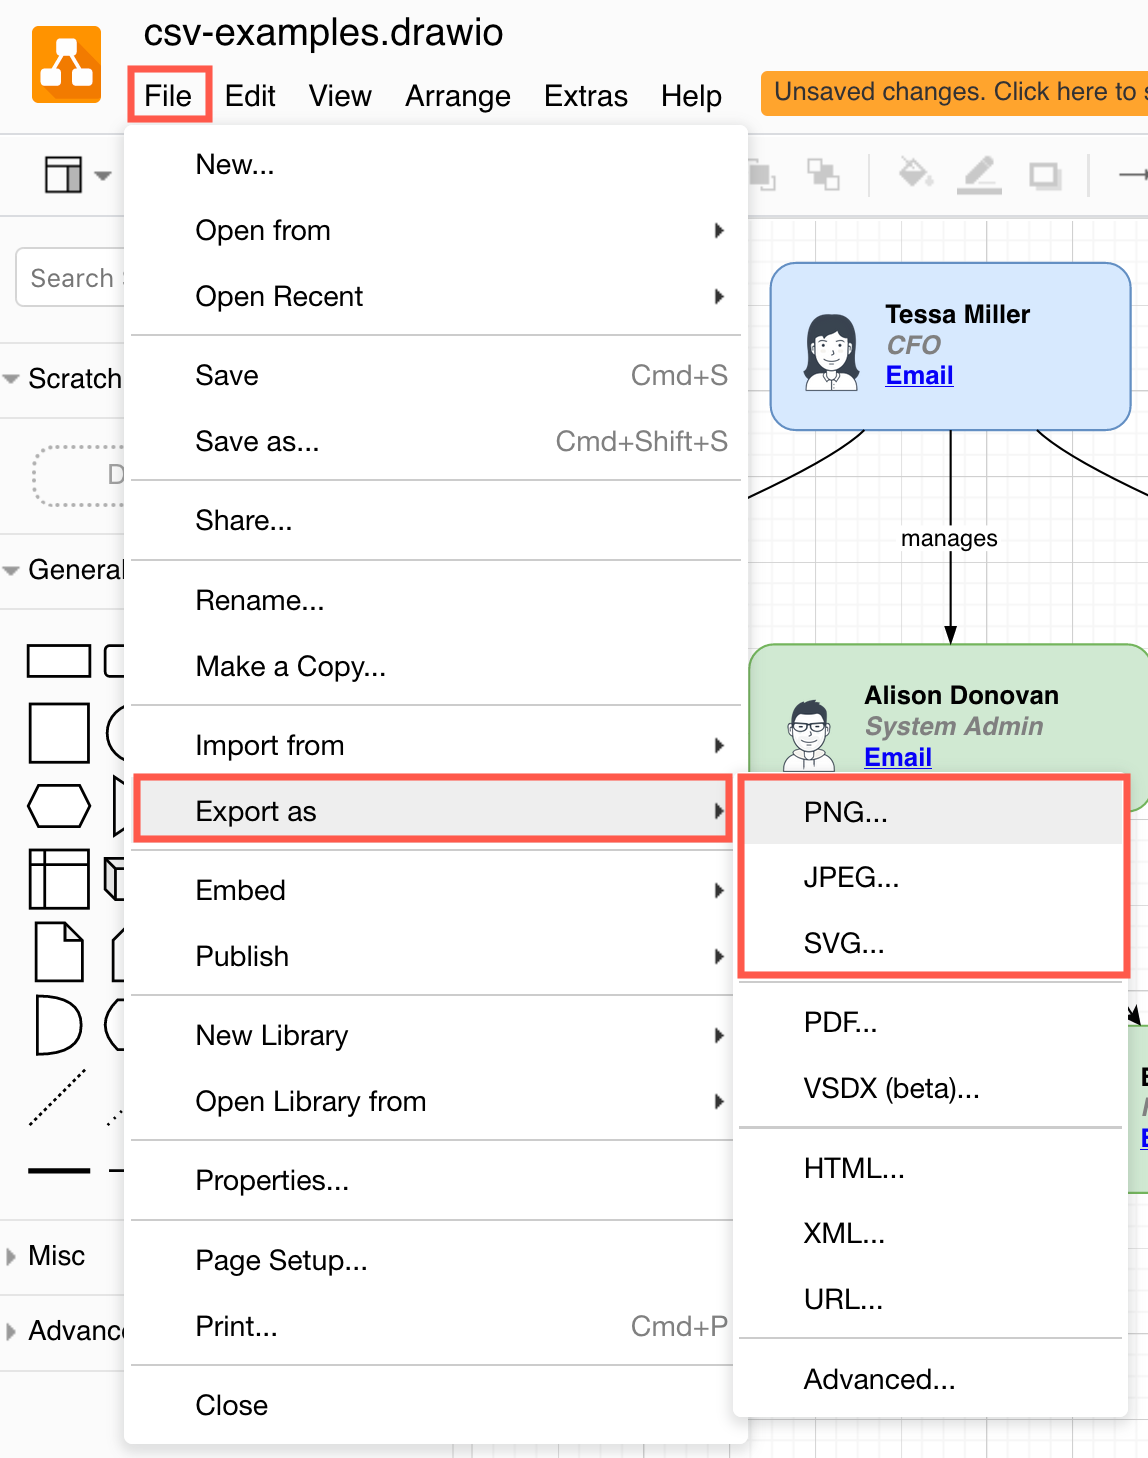 csv-examples.drawio
File Edit View Arrange Extras Help
Unsaved changes. Click here to
New...
Open from
Open Recent
Search
Save Cmd+S
Save as... Cmd+Shift+S
Share...
Rename...
Make a Copy...
Import from
Export as
Embed
Publish
New Library
Open Library from
Properties...
Page Setup...
Print... Cmd+P
Close
Scratch
General
Misc
Advanc
Tessa Miller
CFO
Email
manages
Alison Donovan
System Admin
Email
PNG...
JPEG...
SVG...
PDF...
VSDX (beta)...
HTML...
XML...
URL...
Advanced...